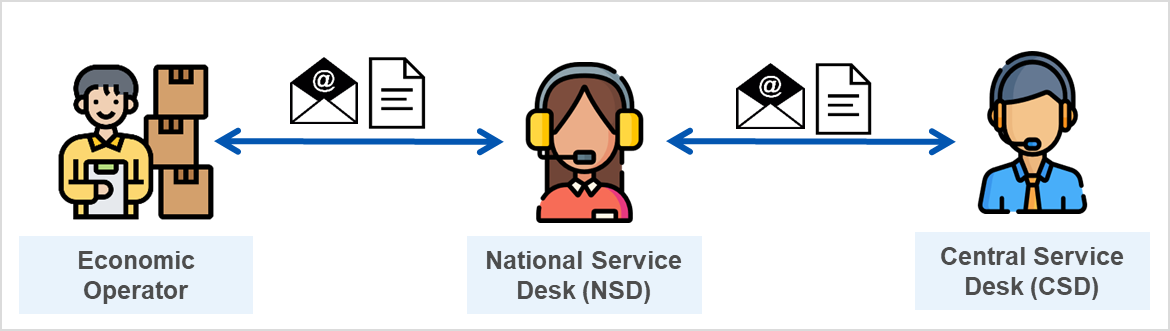 @
@
Economic
Operator
National Service
Desk (NSD)
Central Service
Desk (CSD)